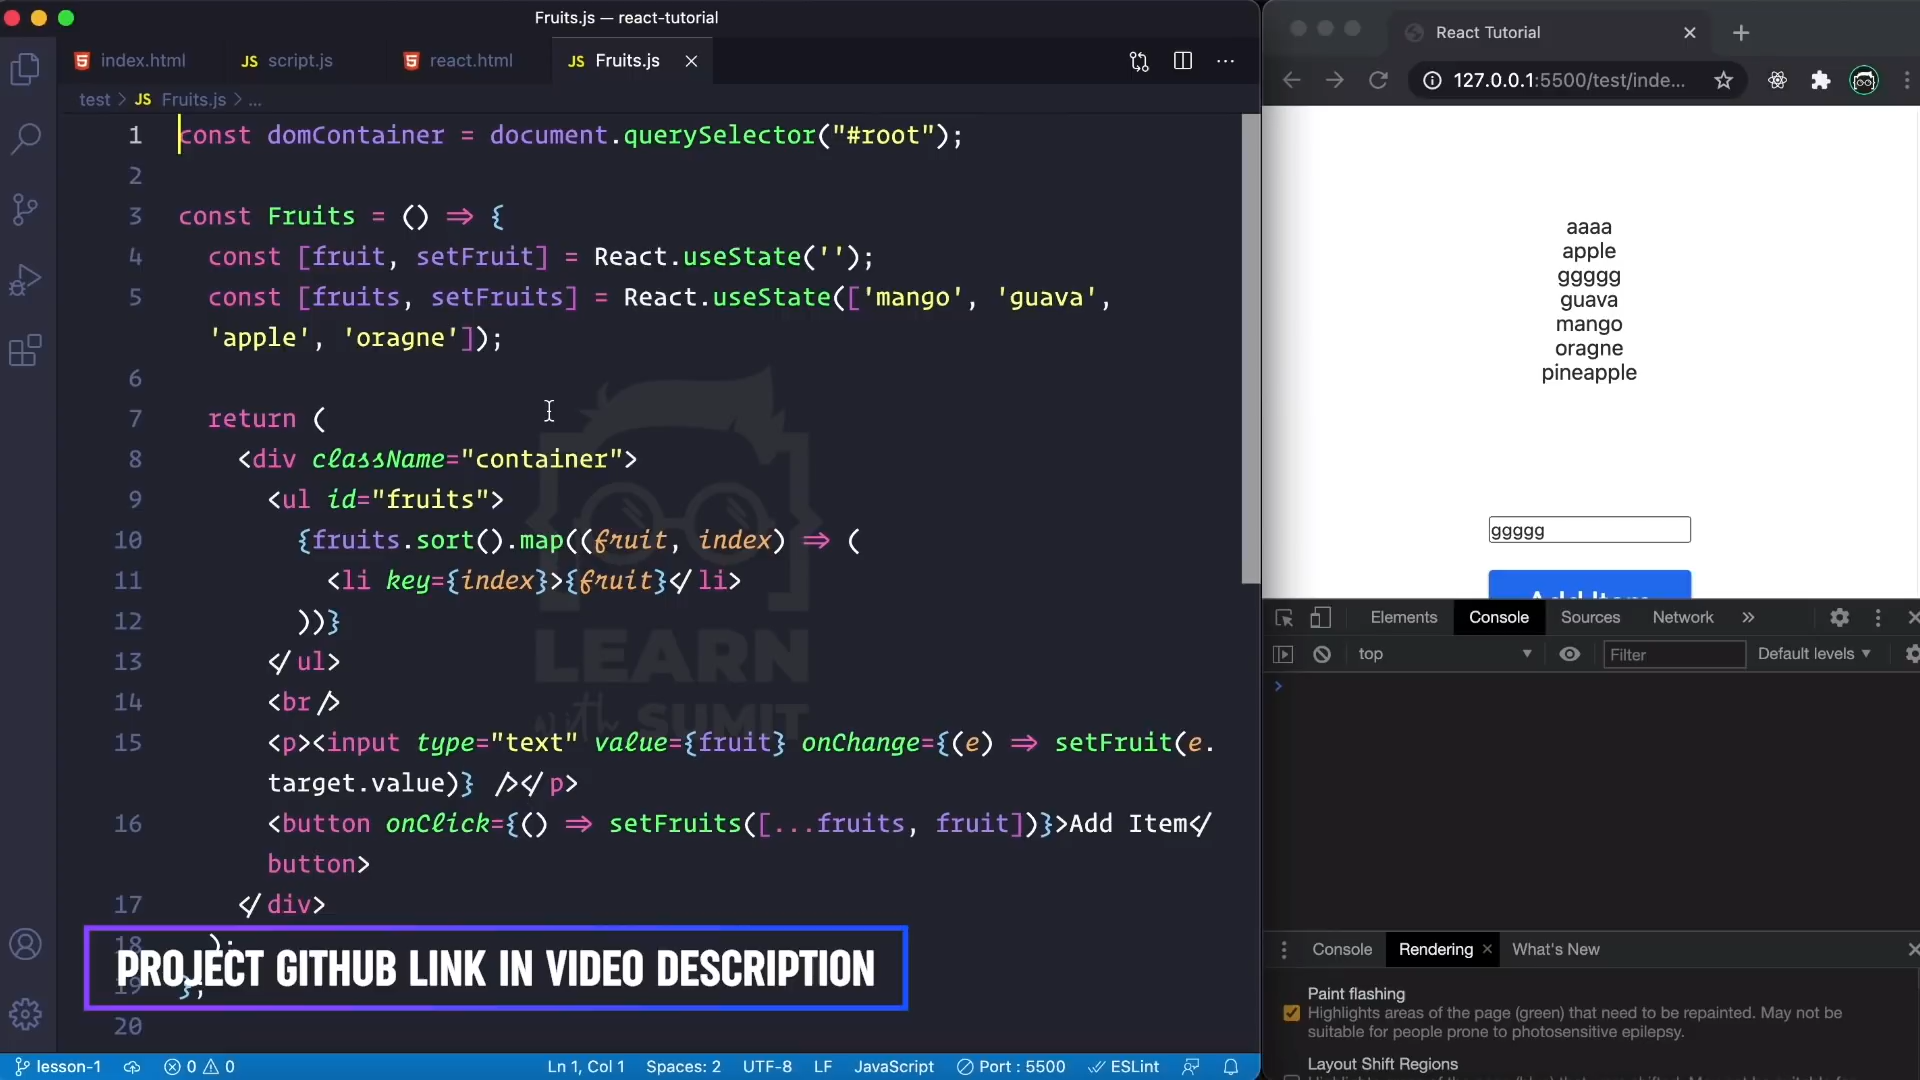 Fruits.js — react-tutorial
index.html
JS script.js
react.html
JS Fruits.js
test > JS Fruits.js > ...
1 const domContainer = document.querySelector("#root");
2
3 const Fruits = () => {
4 const [fruit, setFruit] = React.useState('');
5 const [fruits, setFruits] = React.useState(['mango', 'guava',
'apple', 'oragne']);
6
7 return (
8 <div className="container">
9 <ul id="fruits">
10 {fruits.sort().map((fruit, index) => (
11 <li key={index}>{fruit}</li>
12 ))}
13 </ul>
14 <br/>
15 <p><input type="text" value={fruit} onChange={(e) => setFruit(e.
target.value)} /></p>
16 <button onClick={() => setFruits([...fruits, fruit])}>Add Item</
button>
17 </div>
18 );
19 };
20
LEARN
with SUMIT
PROJECT GITHUB LINK IN VIDEO DESCRIPTION
lesson-1
0 0
Ln 1, Col 1
Spaces: 2
UTF-8
LF
JavaScript
Port : 5500
ESLint
React Tutorial
127.0.0.1:5500/test/inde...
aaaa
apple
ggggg
guava
mango
oragne
pineapple
ggggg
Add Item
Elements
Console
Sources
Network
top
Filter
Default levels
Console
Rendering
What's New
Paint flashing
Highlights areas of the page (green) that need to be repainted. May not be
suitable for people prone to photosensitive epilepsy.
Layout Shift Regions